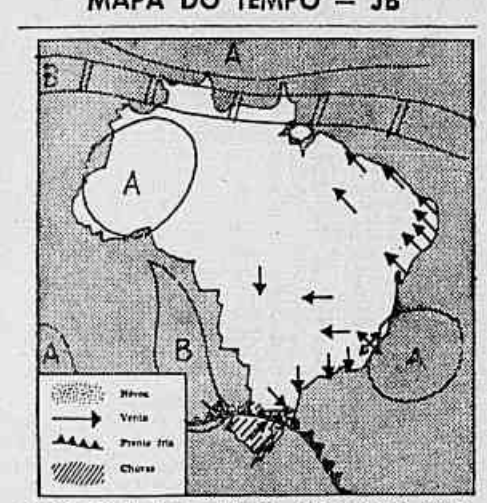 MAPA DO TEMPO — JB
A
B
A
A
B
A
Névoa
Vento
Frente fria
Chuvas